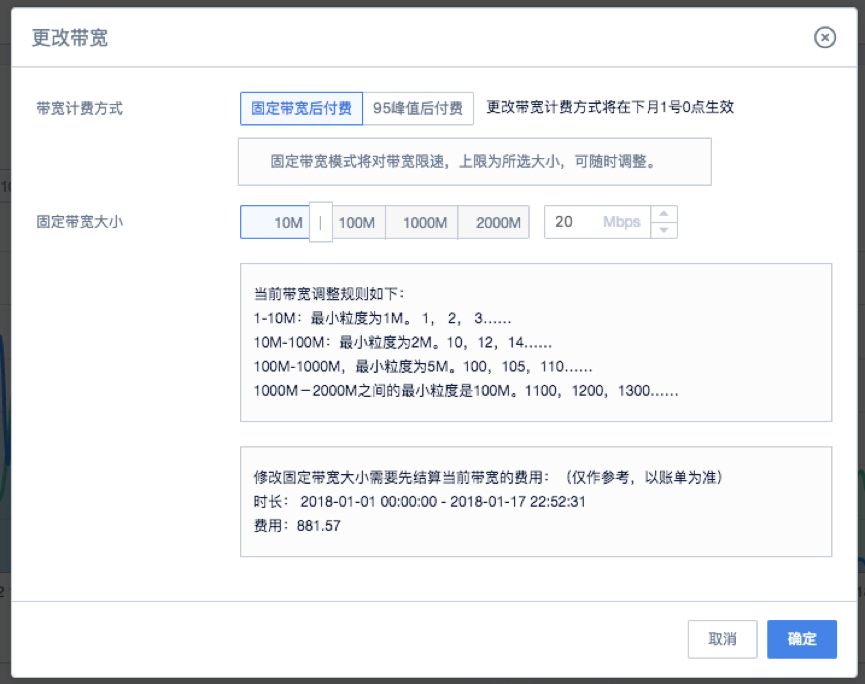 更改带宽
带宽计费方式
固定带宽后付费 95峰值后付费 更改带宽计费方式将在下月1号0点生效
固定带宽模式将对带宽限速，上限为所选大小，可随时调整。
固定带宽大小
10M 100M 1000M 2000M 20 Mbps
当前带宽调整规则如下：
1-10M：最小粒度为1M。1， 2， 3......
10M-100M：最小粒度为2M。10，12，14......
100M-1000M，最小粒度为5M。100，105，110......
1000M－2000M之间的最小粒度是100M。1100，1200，1300......
修改固定带宽大小需要先结算当前带宽的费用：（仅作参考，以账单为准）
时长： 2018-01-01 00:00:00 - 2018-01-17 22:52:31
费用：881.57
取消 确定